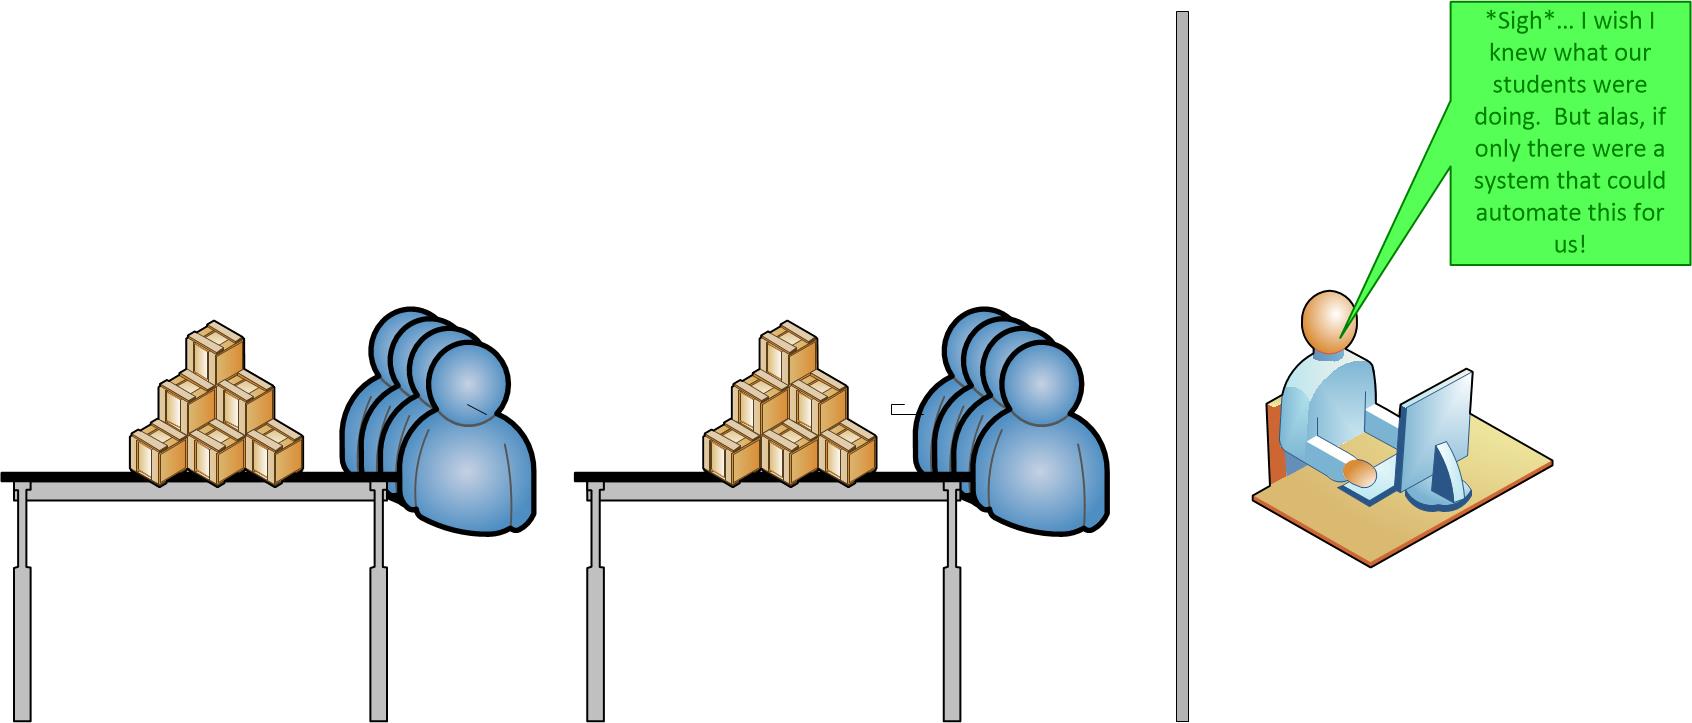 *Sigh*... I wish I
knew what our
students were
doing.  But alas, if
only there were a
system that could
automate this for
us!